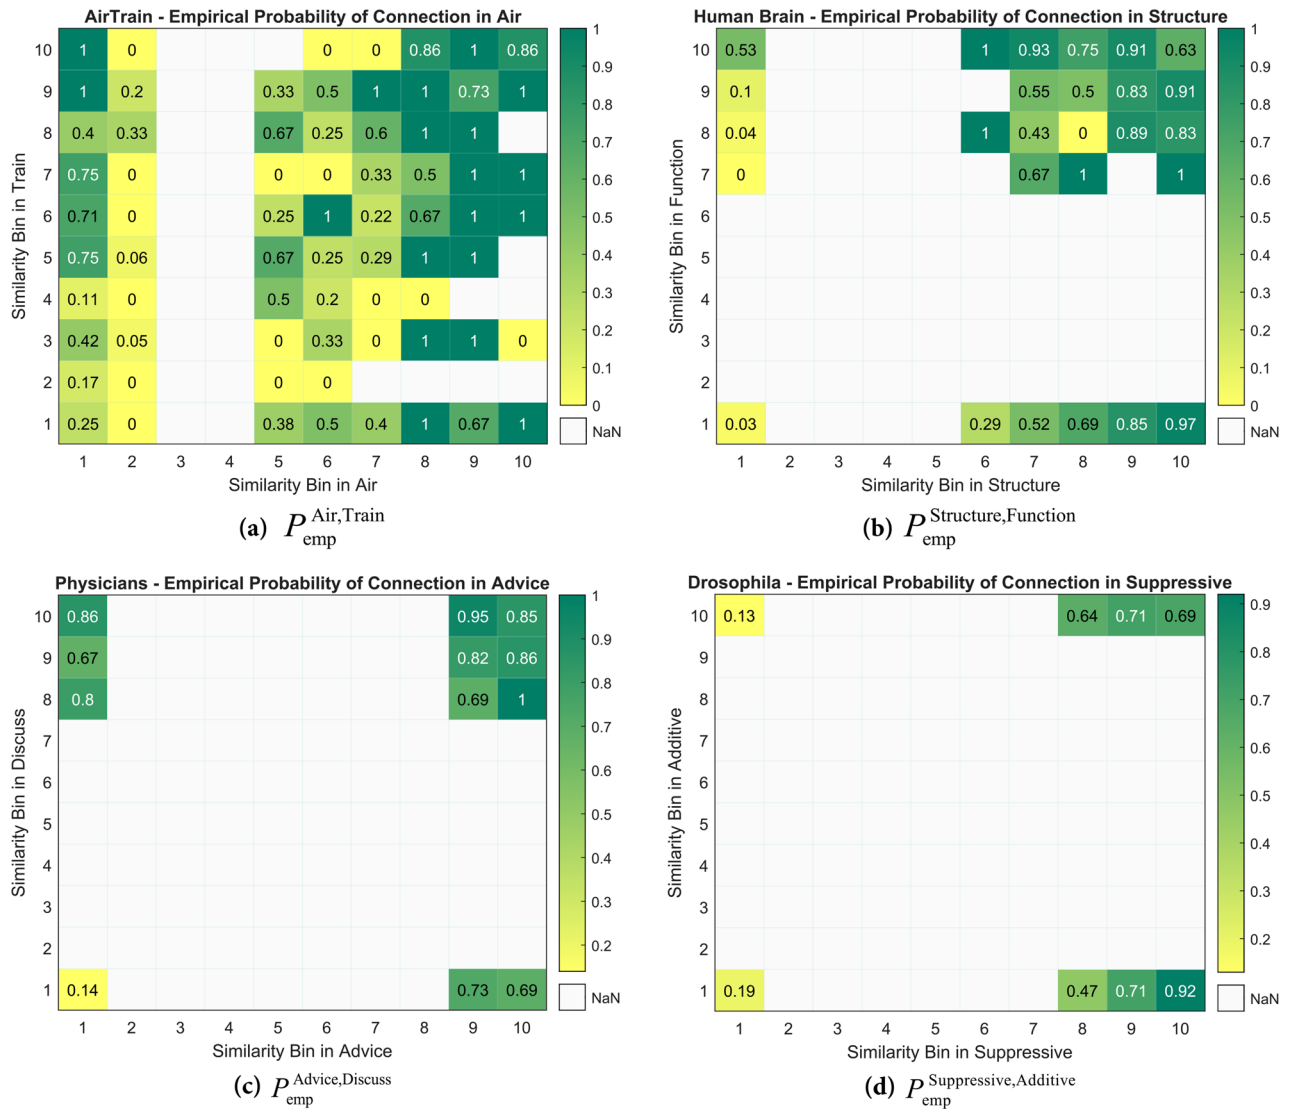 AirTrain - Empirical Probability of Connection in Air
10 1 0 0 0 0.86 1 0.86
9 1 0.2 0.33 0.5 1 1 0.73 1
8 0.4 0.33 0.67 0.25 0.6 1 1
7 0.75 0 0 0 0.33 0.5 1 1
6 0.71 0 0.25 1 0.22 0.67 1 1
5 0.75 0.06 0.67 0.25 0.29 1 1
4 0.11 0 0.5 0.2 0 0
3 0.42 0.05 0 0.33 0 1 1 0
2 0.17 0 0 0
1 0.25 0 0.38 0.5 0.4 1 0.67 1
1 2 3 4 5 6 7 8 9 10
Similarity Bin in Air
Similarity Bin in Train
1
0.9
0.8
0.7
0.6
0.5
0.4
0.3
0.2
0.1
0
NaN
(a) P emp Air,Train
Human Brain - Empirical Probability of Connection in Structure
10 0.53 1 0.93 0.75 0.91 0.63
9 0.1 0.55 0.5 0.83 0.91
8 0.04 1 0.43 0 0.89 0.83
7 0 0.67 1 1
6
5
4
3
2
1 0.03 0.29 0.52 0.69 0.85 0.97
1 2 3 4 5 6 7 8 9 10
Similarity Bin in Structure
Similarity Bin in Function
1
0.9
0.8
0.7
0.6
0.5
0.4
0.3
0.2
0.1
0
NaN
(b) P emp Structure,Function
Physicians - Empirical Probability of Connection in Advice
10 0.86 0.95 0.85
9 0.67 0.82 0.86
8 0.8 0.69 1
7
6
5
4
3
2
1 0.14 0.73 0.69
1 2 3 4 5 6 7 8 9 10
Similarity Bin in Advice
Similarity Bin in Discuss
1
0.9
0.8
0.7
0.6
0.5
0.4
0.3
0.2
NaN
(c) P emp Advice,Discuss
Drosophila - Empirical Probability of Connection in Suppressive
10 0.13 0.64 0.71 0.69
9
8
7
6
5
4
3
2
1 0.19 0.47 0.71 0.92
1 2 3 4 5 6 7 8 9 10
Similarity Bin in Suppressive
Similarity Bin in Additive
0.9
0.8
0.7
0.6
0.5
0.4
0.3
0.2
NaN
(d) P emp Suppressive,Additive